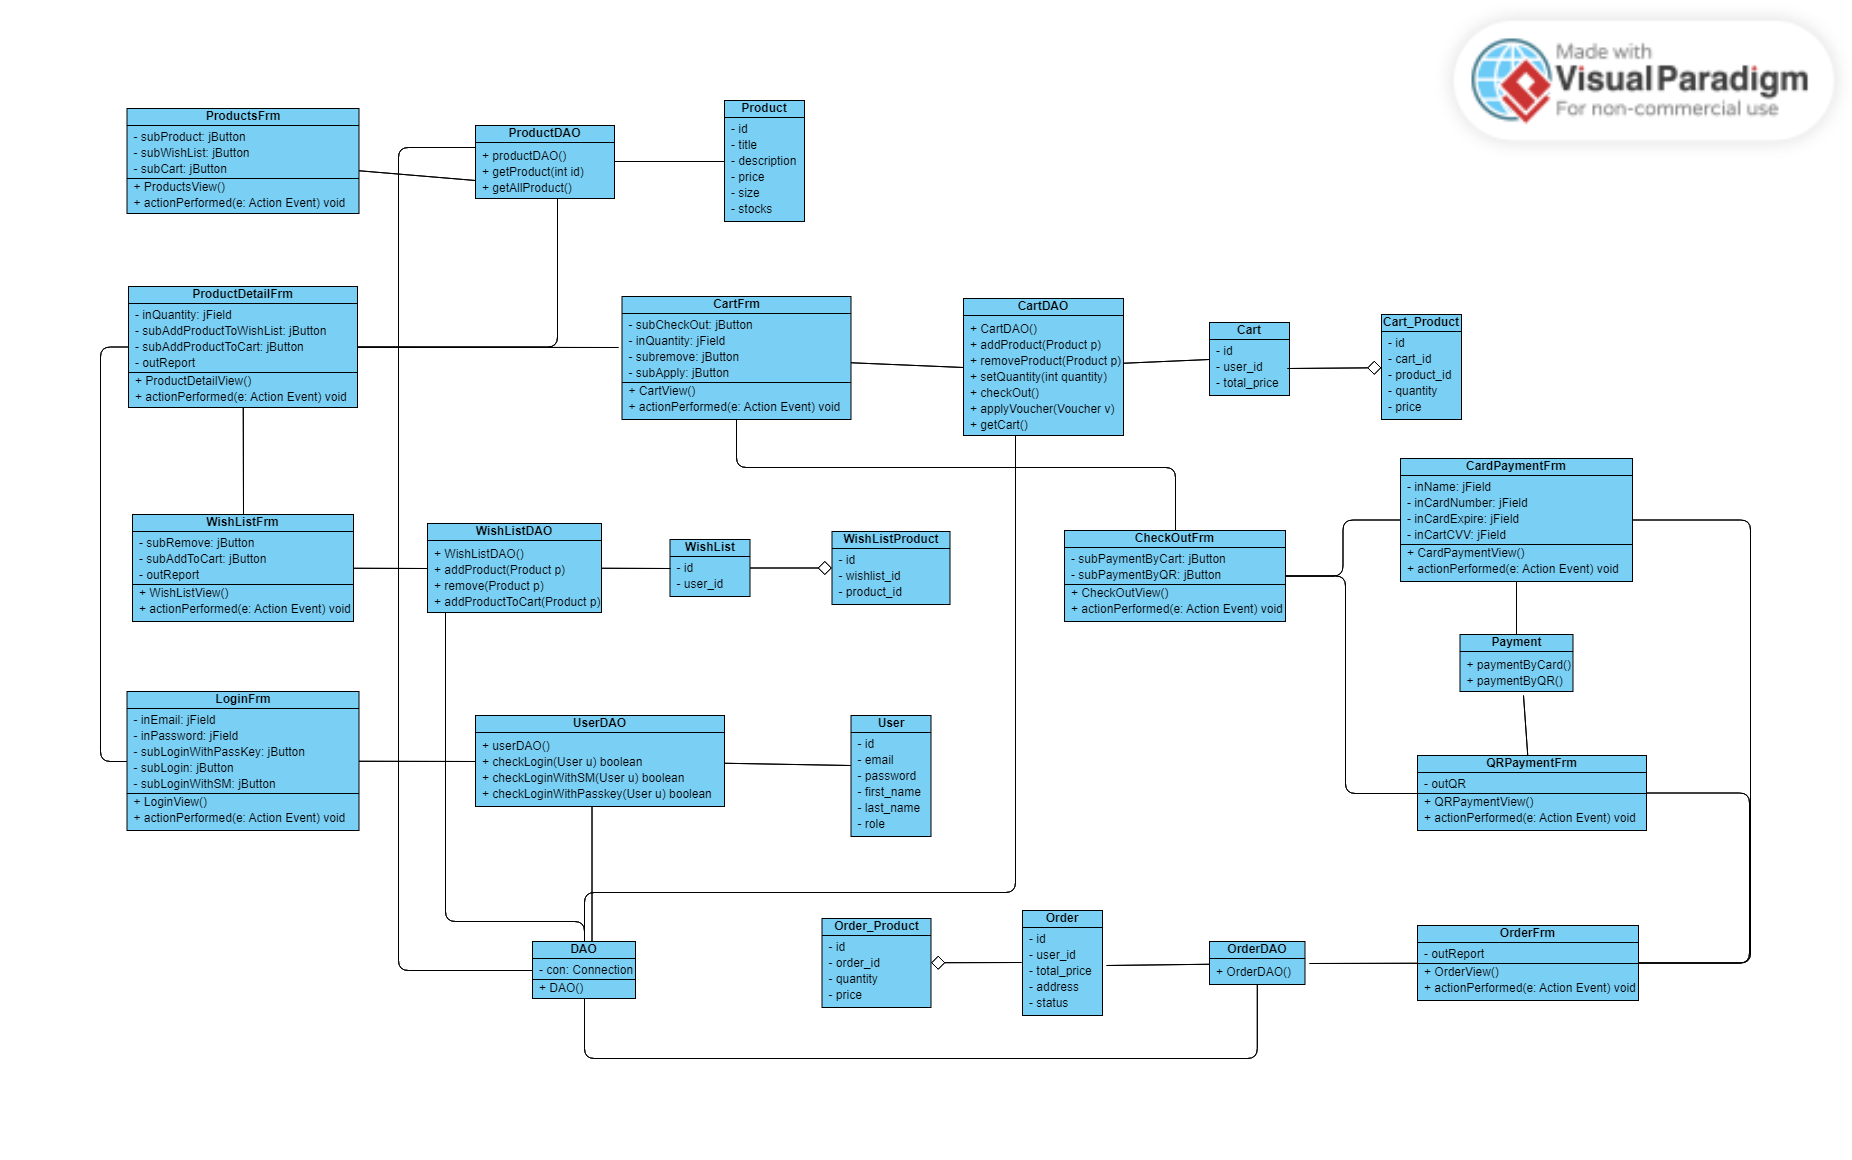 Made with
Visual Paradigm
For non-commercial use
ProductsFrm
- subProduct: jButton
- subWishList: jButton
- subCart: jButton
+ ProductsView()
+ actionPerformed(e: Action Event) void
ProductDAO
+ productDAO()
+ getProduct(int id)
+ getAllProduct()
Product
- id
- title
- description
- price
- size
- stocks
ProductDetailFrm
- inQuantity: jField
- subAddProductToWishList: jButton
- subAddProductToCart: jButton
- outReport
+ ProductDetailView()
+ actionPerformed(e: Action Event) void
CartFrm
- subCheckOut: jButton
- inQuantity: jField
- subremove: jButton
- subApply: jButton
+ CartView()
+ actionPerformed(e: Action Event) void
CartDAO
+ CartDAO()
+ addProduct(Product p)
+ removeProduct(Product p)
+ setQuantity(int quantity)
+ checkOut()
+ applyVoucher(Voucher v)
+ getCart()
Cart
- id
- user_id
- total_price
Cart_Product
- id
- cart_id
- product_id
- quantity
- price
WishListFrm
- subRemove: jButton
- subAddToCart: jButton
- outReport
+ WishListView()
+ actionPerformed(e: Action Event) void
WishListDAO
+ WishListDAO()
+ addProduct(Product p)
+ remove(Product p)
+ addProductToCart(Product p)
WishList
- id
- user_id
WishListProduct
- id
- wishlist_id
- product_id
CheckOutFrm
- subPaymentByCart: jButton
- subPaymentByQR: jButton
+ CheckOutView()
+ actionPerformed(e: Action Event) void
CardPaymentFrm
- inName: jField
- inCardNumber: jField
- inCardExpire: jField
- inCartCVV: jField
+ CardPaymentView()
+ actionPerformed(e: Action Event) void
Payment
+ paymentByCard()
+ paymentByQR()
LoginFrm
- inEmail: jField
- inPassword: jField
- subLoginWithPassKey: jButton
- subLogin: jButton
- subLoginWithSM: jButton
+ LoginView()
+ actionPerformed(e: Action Event) void
UserDAO
+ userDAO()
+ checkLogin(User u) boolean
+ checkLoginWithSM(User u) boolean
+ checkLoginWithPasskey(User u) boolean
User
- id
- email
- password
- first_name
- last_name
- role
QRPaymentFrm
- outQR
+ QRPaymentView()
+ actionPerformed(e: Action Event) void
DAO
- con: Connection
+ DAO()
Order_Product
- id
- order_id
- quantity
- price
Order
- id
- user_id
- total_price
- address
- status
OrderDAO
+ OrderDAO()
OrderFrm
- outReport
+ OrderView()
+ actionPerformed(e: Action Event) void